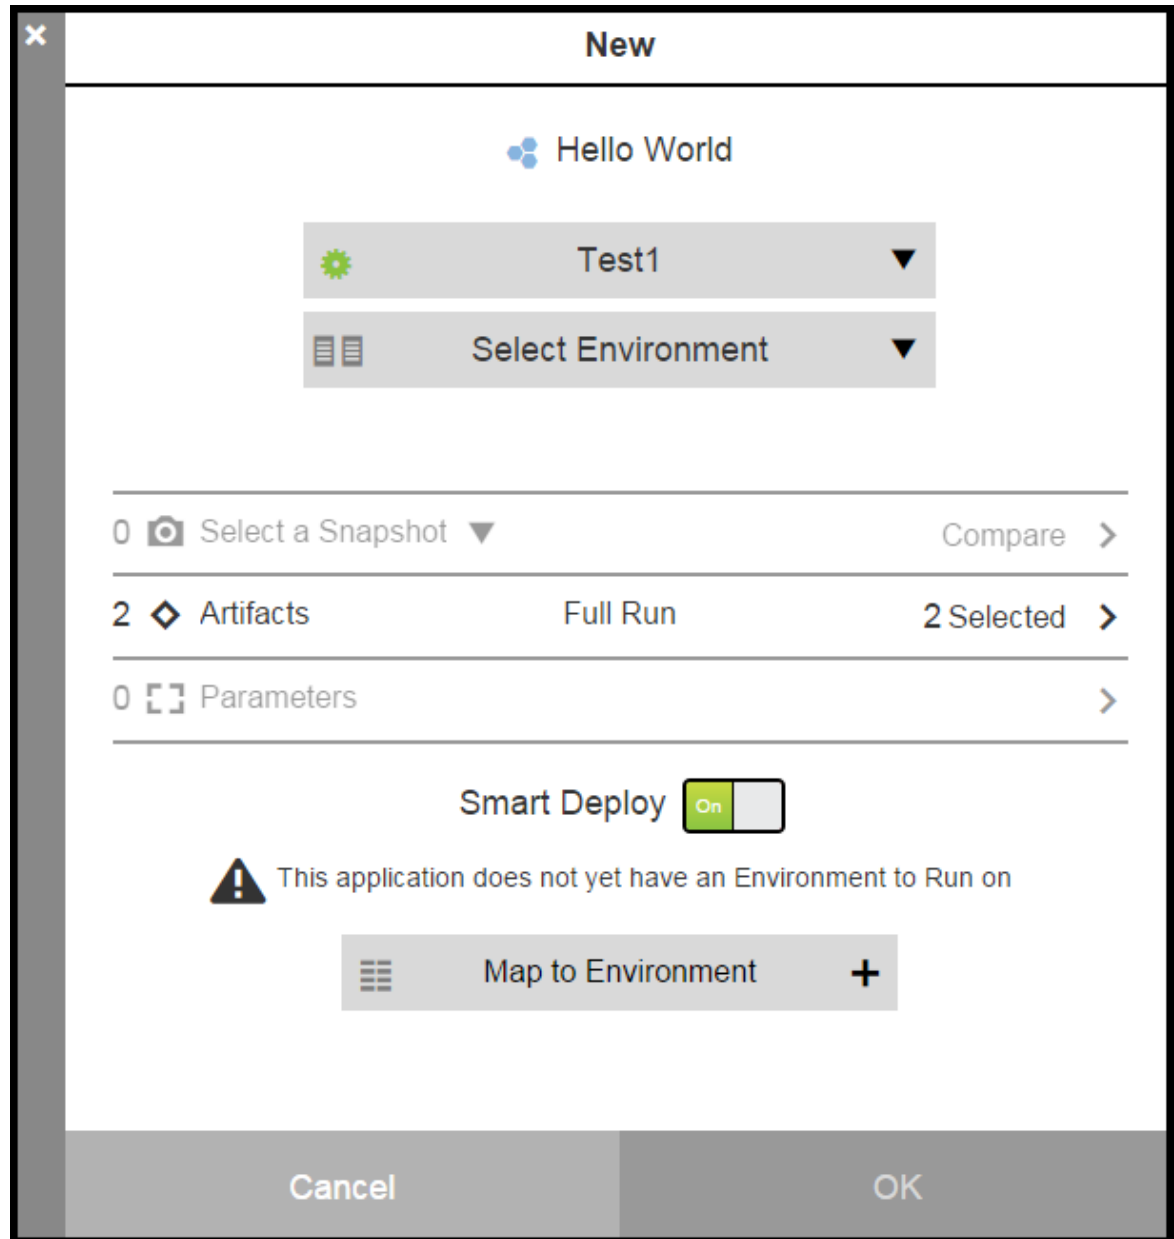 New
Hello World
Test1
Select Environment
0 Select a Snapshot Compare
2 Artifacts Full Run 2 Selected
0 Parameters
Smart Deploy On
This application does not yet have an Environment to Run on
Map to Environment
Cancel OK